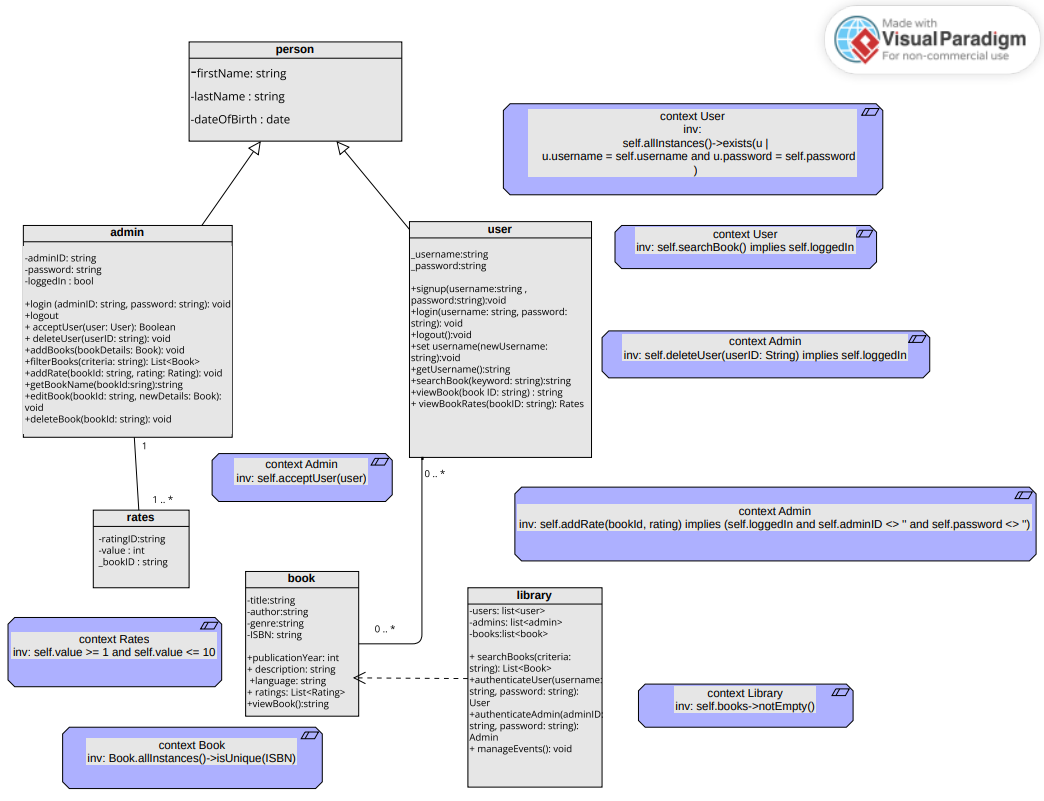 Made with
Visual Paradigm
For non-commercial use
person
-firstName: string
-lastName : string
-dateOfBirth : date
context User
inv:
self.allInstances()->exists(u |
u.username = self.username and u.password = self.password
)
admin
-adminID: string
-password: string
-loggedIn : bool
+login (adminID: string, password: string): void
+logout
+ acceptUser(user: User): Boolean
+ deleteUser(userID: string): void
+addBooks(bookDetails: Book): void
+filterBooks(criteria: string): List<Book>
+addRate(bookId: string, rating: Rating): void
+getBookName(bookId:sring):string
+editBook(bookId: string, newDetails: Book):
void
+deleteBook(bookId: string): void
user
_username:string
_password:string
+signup(username:string ,
password:string):void
+login(username: string, password:
string): void
+logout():void
+set username(newUsername:
string):void
+getUsername():string
+searchBook(keyword: string):string
+viewBook(book ID: string) : string
+ viewBookRates(bookID: string): Rates
context User
inv: self.searchBook() implies self.loggedIn
context Admin
inv: self.deleteUser(userID: String) implies self.loggedIn
1
1 .. *
context Admin
inv: self.acceptUser(user)
0 .. *
context Admin
inv: self.addRate(bookId, rating) implies (self.loggedIn and self.adminID <> '' and self.password <> '')
rates
-ratingID:string
-value : int
_bookID : string
book
-title:string
-author:string
-genre:string
-ISBN: string
+publicationYear: int
+ description: string
+language: string
+ ratings: List<Rating>
+viewBook():string
0 .. *
library
-users: list<user>
-admins: list<admin>
-books:list<book>
+ searchBooks(criteria:
string): List<Book>
+authenticateUser(username:
string, password: string):
User
+authenticateAdmin(adminID:
string, password: string):
Admin
+ manageEvents(): void
context Rates
inv: self.value >= 1 and self.value <= 10
context Library
inv: self.books->notEmpty()
context Book
inv: Book.allInstances()->isUnique(ISBN)